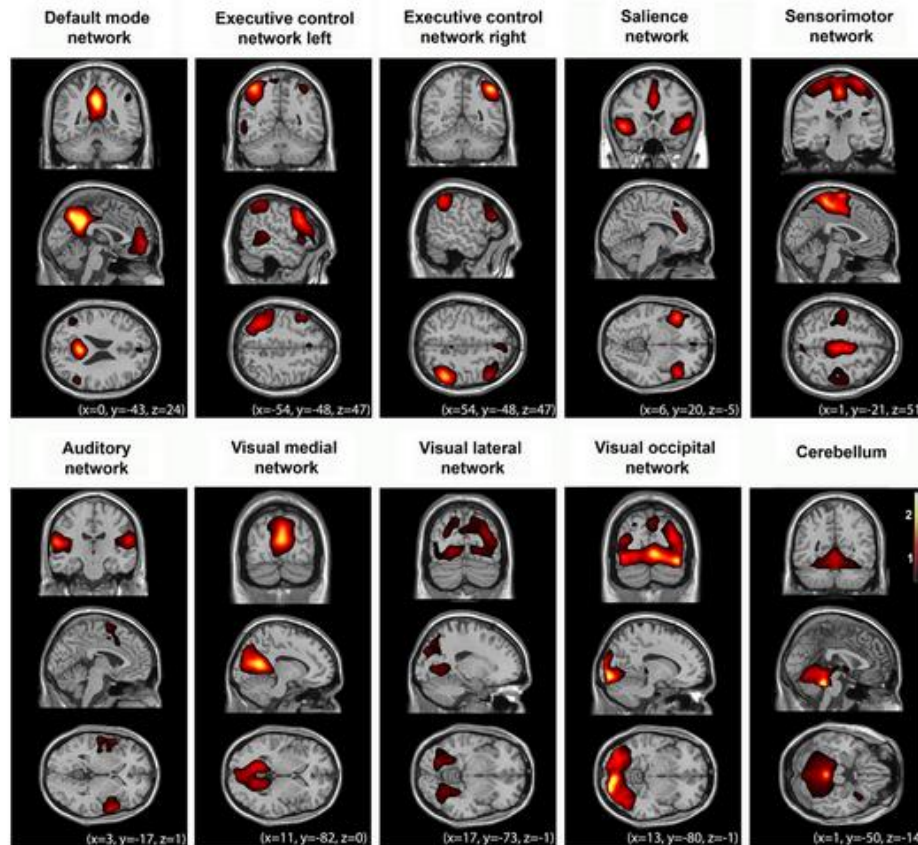 Default mode
network
Executive control
network left
Executive control
network right
Salience
network
Sensorimotor
network
(x=0, y=-43, z=24)
(x=-54, y=-48, z=47)
(x=54, y=-48, z=47)
(x=6, y=20, z=-5)
(x=1, y=-21, z=51)
Auditory
network
Visual medial
network
Visual lateral
network
Visual occipital
network
Cerebellum
2
1
(x=3, y=-17, z=1)
(x=11, y=-82, z=0)
(x=17, y=-73, z=-1)
(x=13, y=-80, z=-1)
(x=1, y=-50, z=-14)